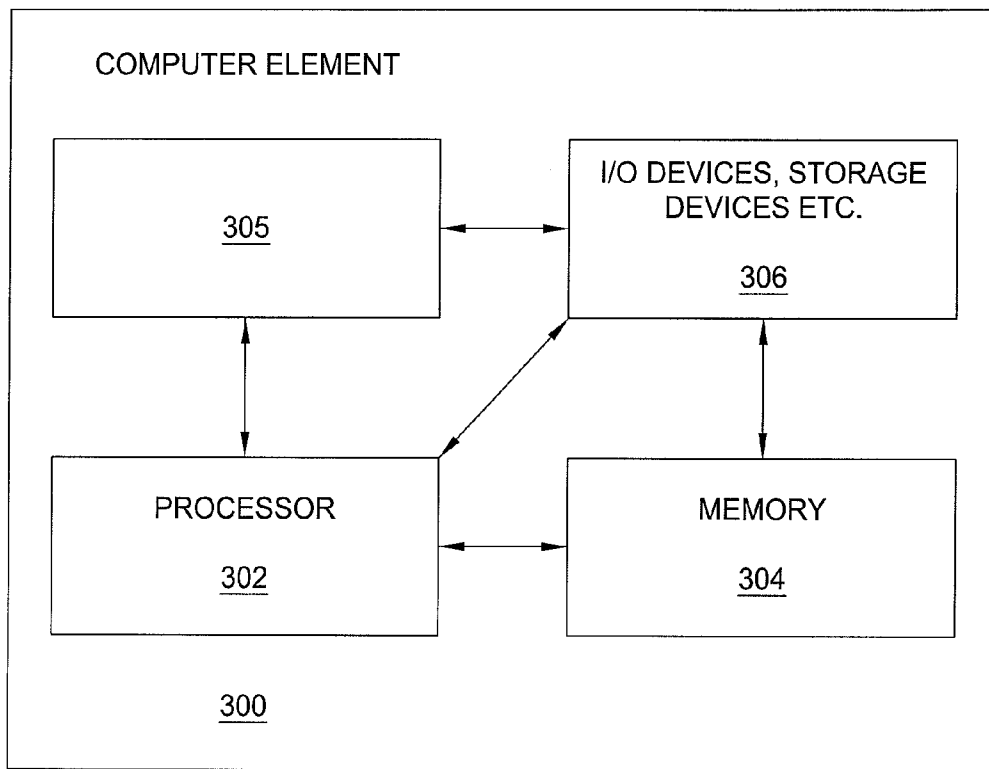 COMPUTER ELEMENT
305
I/O DEVICES, STORAGE
DEVICES ETC.
306
PROCESSOR
302
MEMORY
304
300